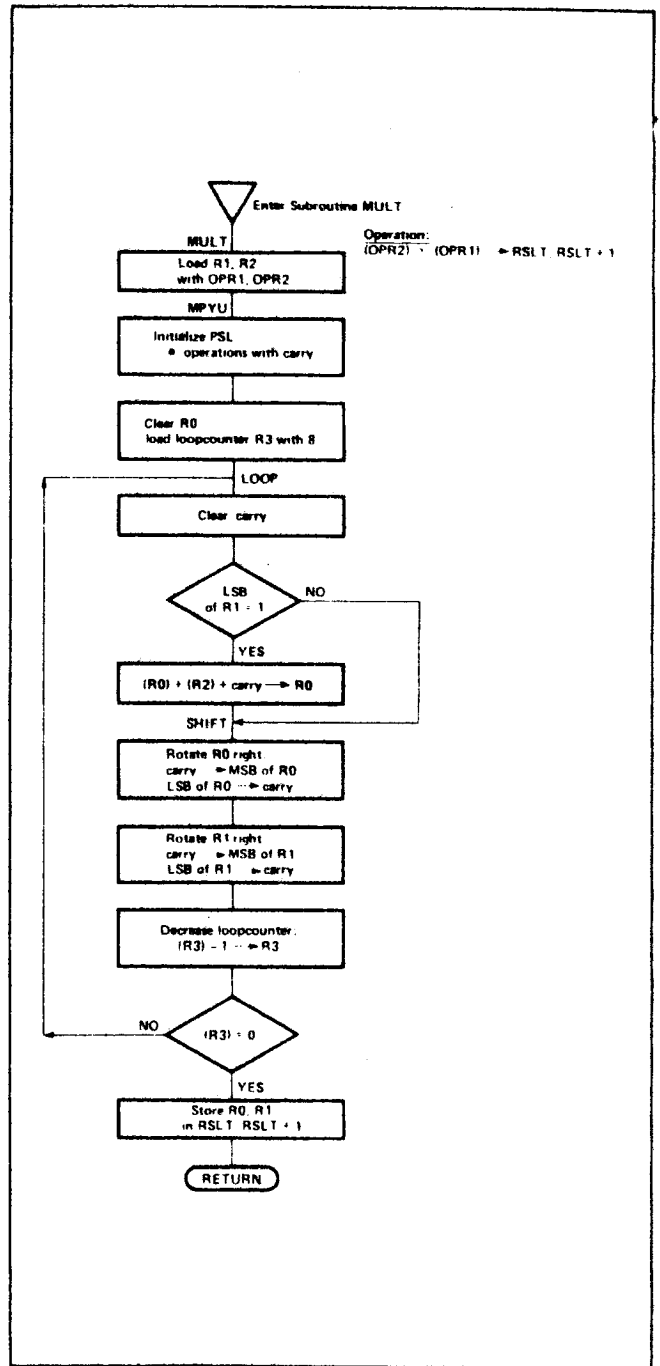 Enter Subroutine MULT
Operation:
(OPR2) × (OPR1) → RSLT, RSLT + 1
MULT
Load R1, R2
with OPR1, OPR2
MPYU
Initialize PSL
• operations with carry
Clear R0
load loopcounter R3 with 8
LOOP
Clear carry
LSB
of R1 = 1
NO
YES
(R0) + (R2) + carry → R0
SHIFT
Rotate R0 right
carry → MSB of R0
LSB of R0 → carry
Rotate R1 right
carry → MSB of R1
LSB of R1 → carry
Decrease loopcounter:
(R3) - 1 → R3
NO
(R3) = 0
YES
Store R0, R1
in RSLT, RSLT + 1
RETURN